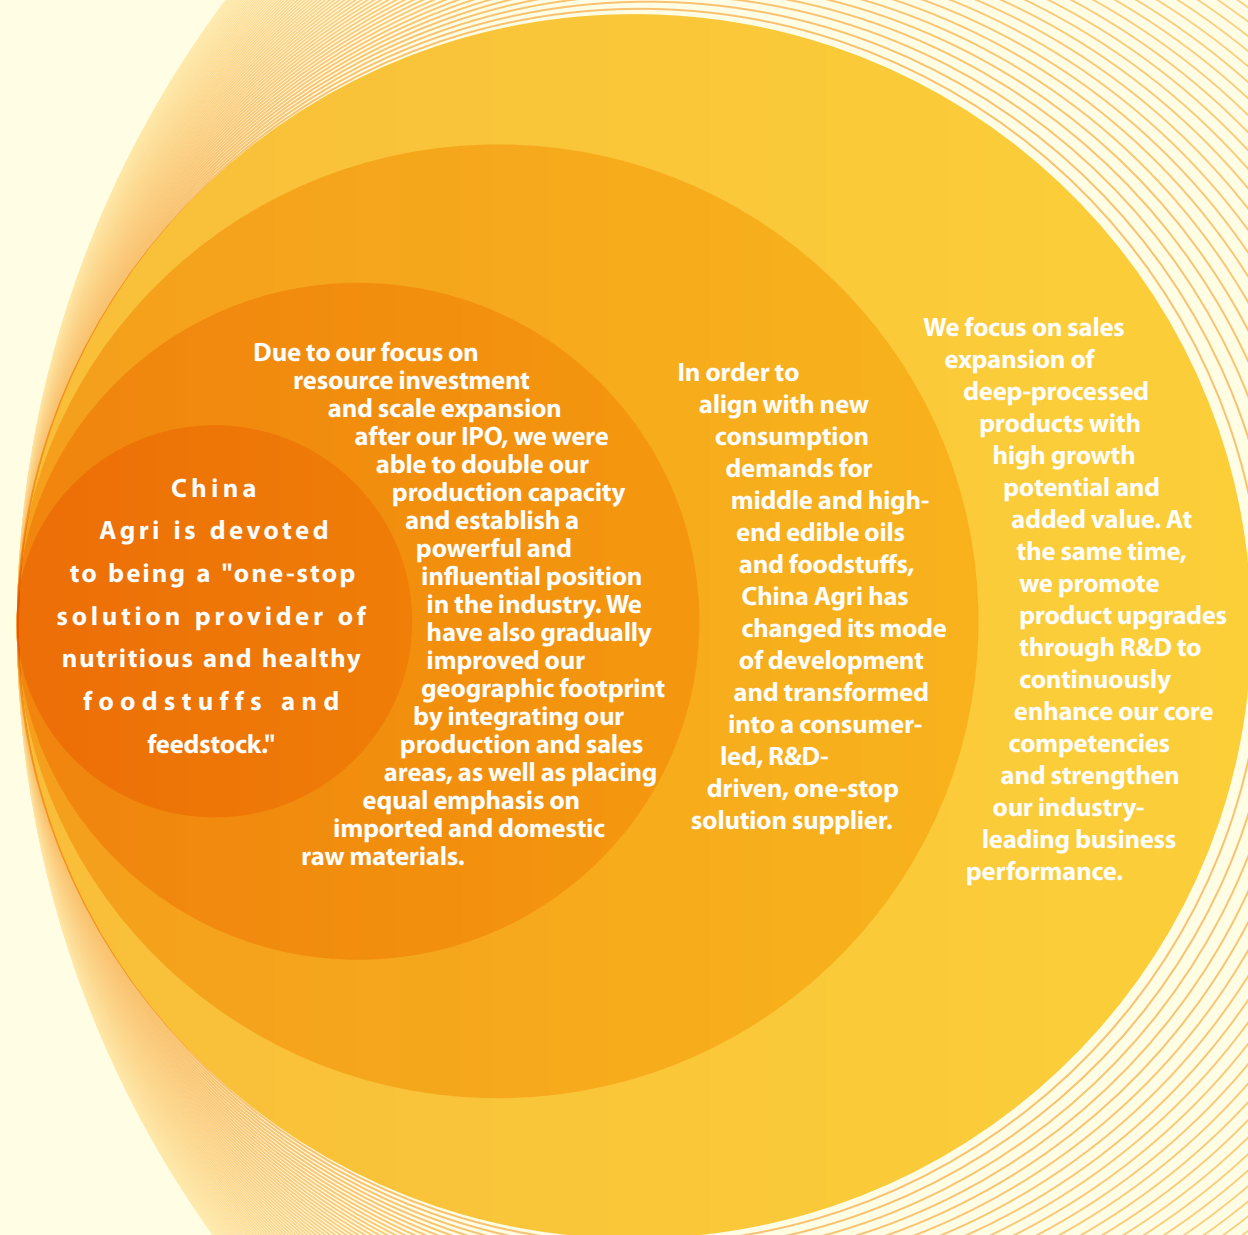 China
Agri is devoted
to being a "one-stop
solution provider of
nutritious and healthy
foodstuffs and
feedstock."
Due to our focus on
resource investment
and scale expansion
after our IPO, we were
able to double our
production capacity
and establish a
powerful and
influential position
in the industry. We
have also gradually
improved our
geographic footprint
by integrating our
production and sales
areas, as well as placing
equal emphasis on
imported and domestic
raw materials.
In order to
align with new
consumption
demands for
middle and high-
end edible oils
and foodstuffs,
China Agri has
changed its mode
of development
and transformed
into a consumer-
led, R&D-
driven, one-stop
solution supplier.
We focus on sales
expansion of
deep-processed
products with
high growth
potential and
added value. At
the same time,
we promote
product upgrades
through R&D to
continuously
enhance our core
competencies
and strengthen
our industry-
leading business
performance.